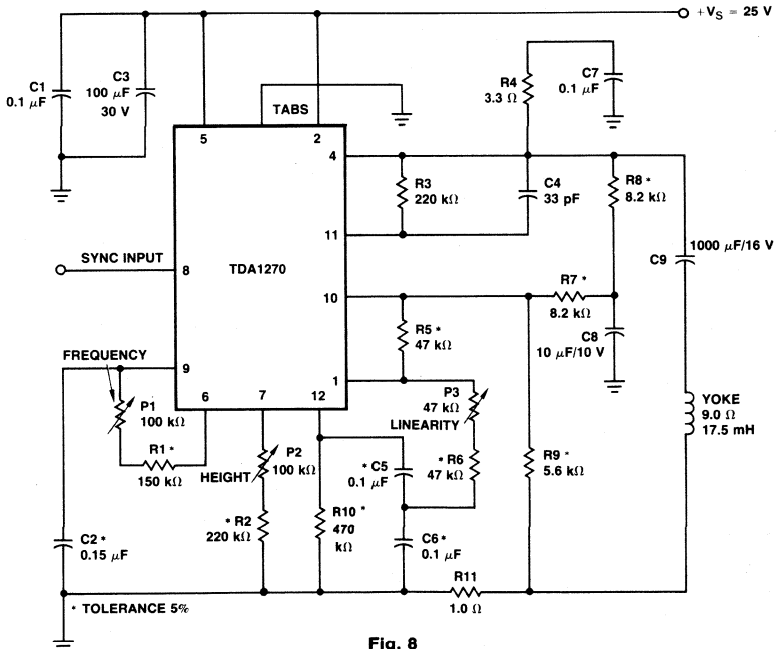 +VS = 25 V
C1
0.1 µF
C3
100 µF
30 V
TABS
5
2
R4
3.3 Ω
C7
0.1 µF
4
R3
220 kΩ
C4
33 pF
R8 *
8.2 kΩ
11
1000 µF/16 V
C9
SYNC INPUT
8
TDA1270
10
R7 *
8.2 kΩ
C8
10 µF/10 V
R5 *
47 kΩ
FREQUENCY
9
1
P1
100 kΩ
6
7
12
P3
47 kΩ
LINEARITY
YOKE
9.0 Ω
17.5 mH
R1 *
150 kΩ
HEIGHT
P2
100 kΩ
* C5
0.1 µF
* R6
47 kΩ
R9 *
5.6 kΩ
C2 *
0.15 µF
* R2
220 kΩ
R10 *
470
kΩ
C6 *
0.1 µF
R11
1.0 Ω
* TOLERANCE 5%
Fig. 8